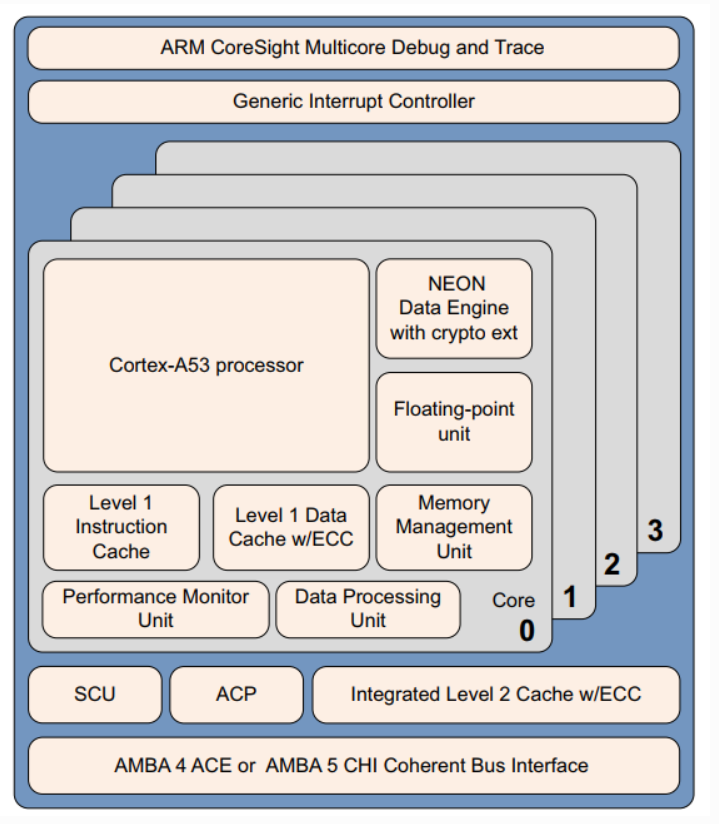 ARM CoreSight Multicore Debug and Trace
Generic Interrupt Controller
Cortex-A53 processor
NEON
Data Engine
with crypto ext
Floating-point
unit
Level 1
Instruction
Cache
Level 1 Data
Cache w/ECC
Memory
Management
Unit
Performance Monitor
Unit
Data Processing
Unit
Core
0
1
2
3
SCU
ACP
Integrated Level 2 Cache w/ECC
AMBA 4 ACE or AMBA 5 CHI Coherent Bus Interface